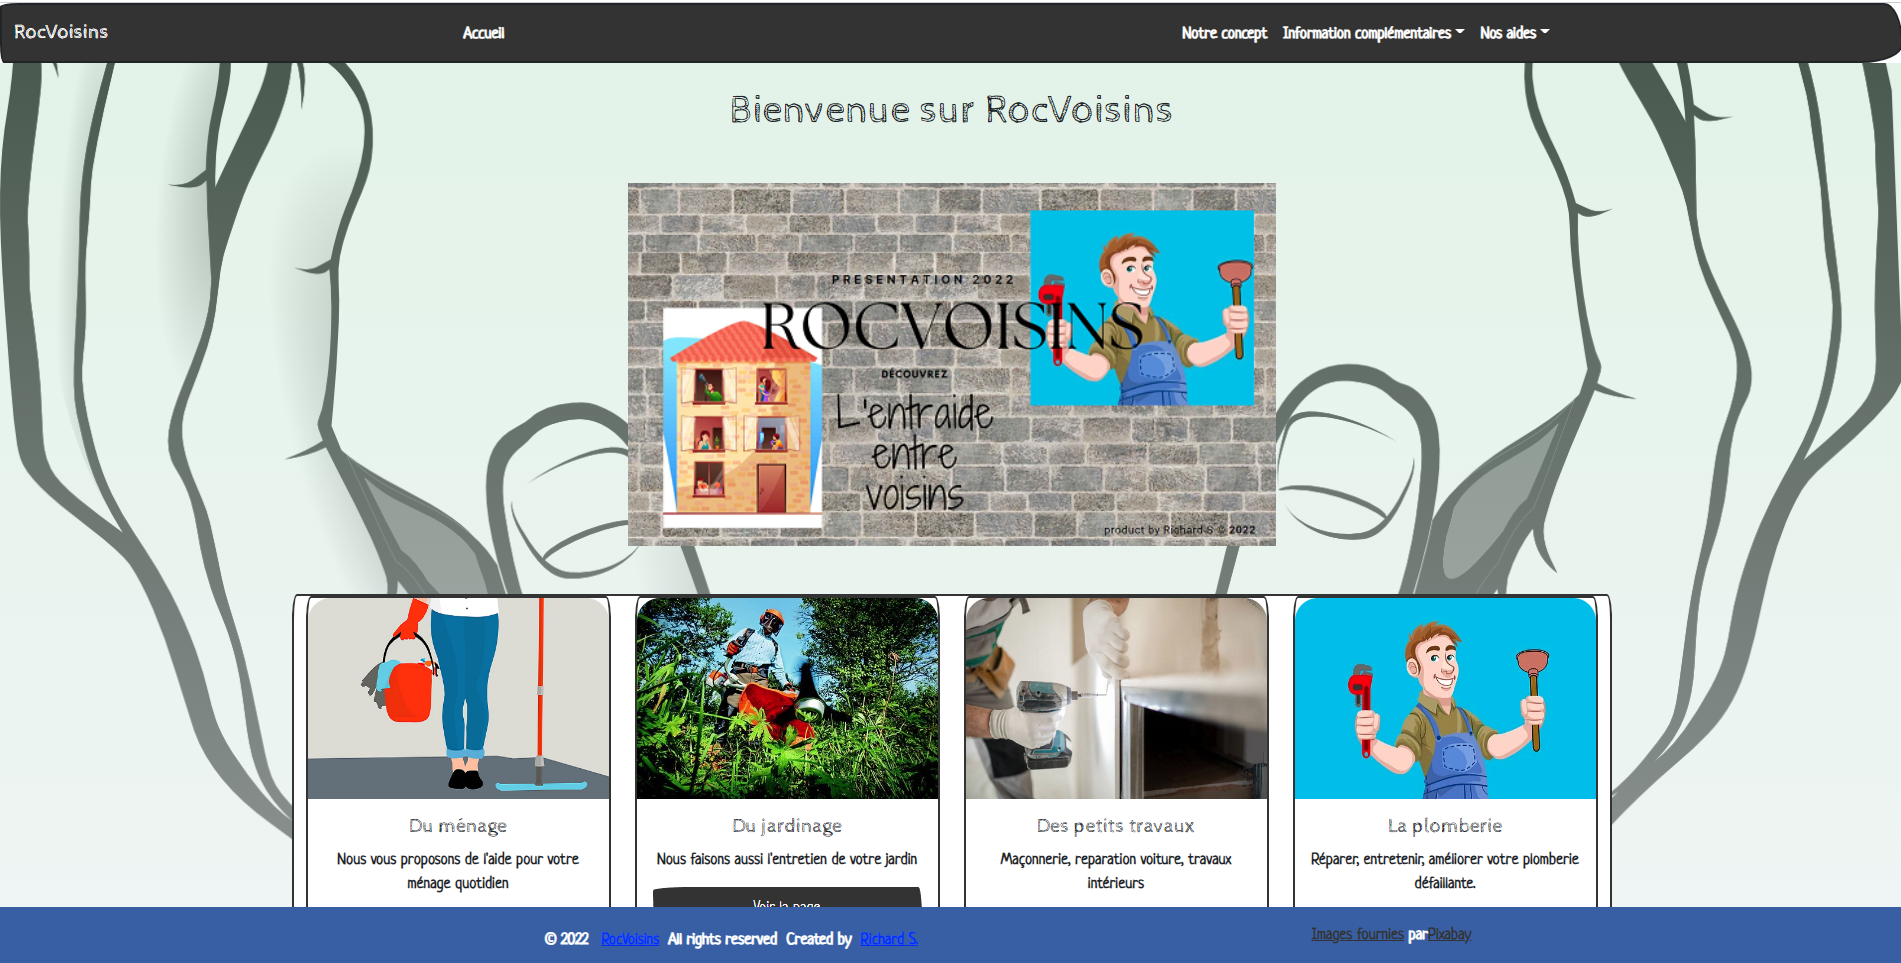 RocVoisins
Accueil
Notre concept
Information complémentaires
Nos aides
Bienvenue sur RocVoisins
PRESENTATION 2022
ROCVOISINS
DÉCOUVREZ
L'entraide
entre
voisins
product by Richard S © 2022
Du ménage
Nous vous proposons de l'aide pour votre
ménage quotidien
Du jardinage
Nous faisons aussi l'entretien de votre jardin
Voir la page
Des petits travaux
Maçonnerie, reparation voiture, travaux
intérieurs
La plomberie
Réparer, entretenir, améliorer votre plomberie
défaillante.
© 2022 RocVoisins All rights reserved Created by Richard S.
Images fournies parPixabay